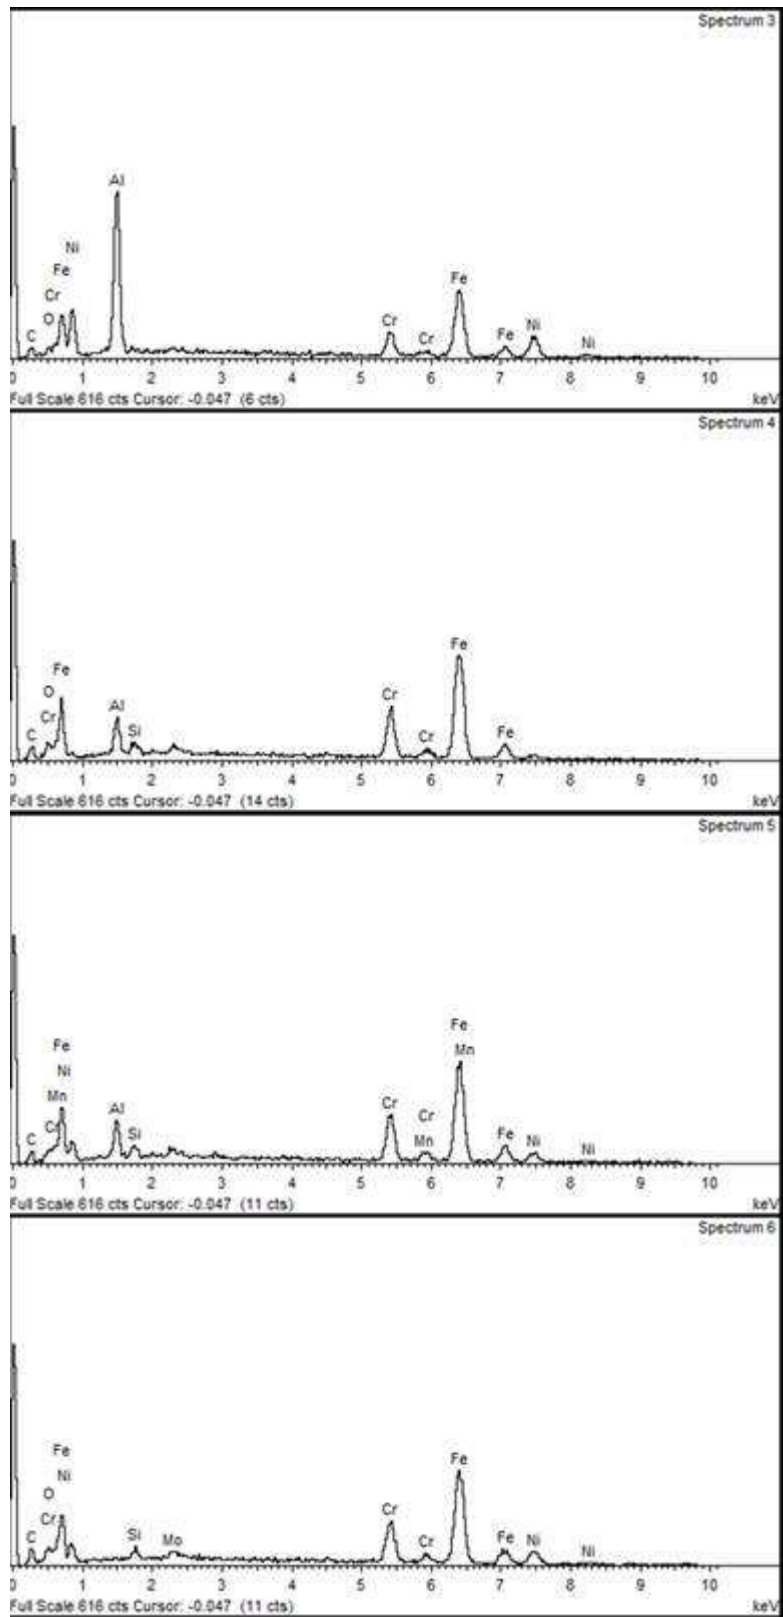 Spectrum 3
Al
Ni
Fe
Fe
Cr
O
C
Cr
Cr
Fe
Ni
Ni
0 1 2 3 4 5 6 7 8 9 10
Full Scale 616 cts Cursor: -0.047 (6 cts) keV
Spectrum 4
Fe
Fe
O
Cr
Cr
Al
C
Si
Cr
Fe
0 1 2 3 4 5 6 7 8 9 10
Full Scale 616 cts Cursor: -0.047 (14 cts) keV
Spectrum 5
Fe
Fe
Mn
Ni
Mn
Cr
Cr
Al
Cr
C
Si
Mn
Fe
Ni
Ni
0 1 2 3 4 5 6 7 8 9 10
Full Scale 616 cts Cursor: -0.047 (11 cts) keV
Spectrum 6
Fe
Fe
Ni
O
Cr
Cr
C
Si
Mo
Cr
Fe
Ni
Ni
0 1 2 3 4 5 6 7 8 9 10
Full Scale 616 cts Cursor: -0.047 (11 cts) keV